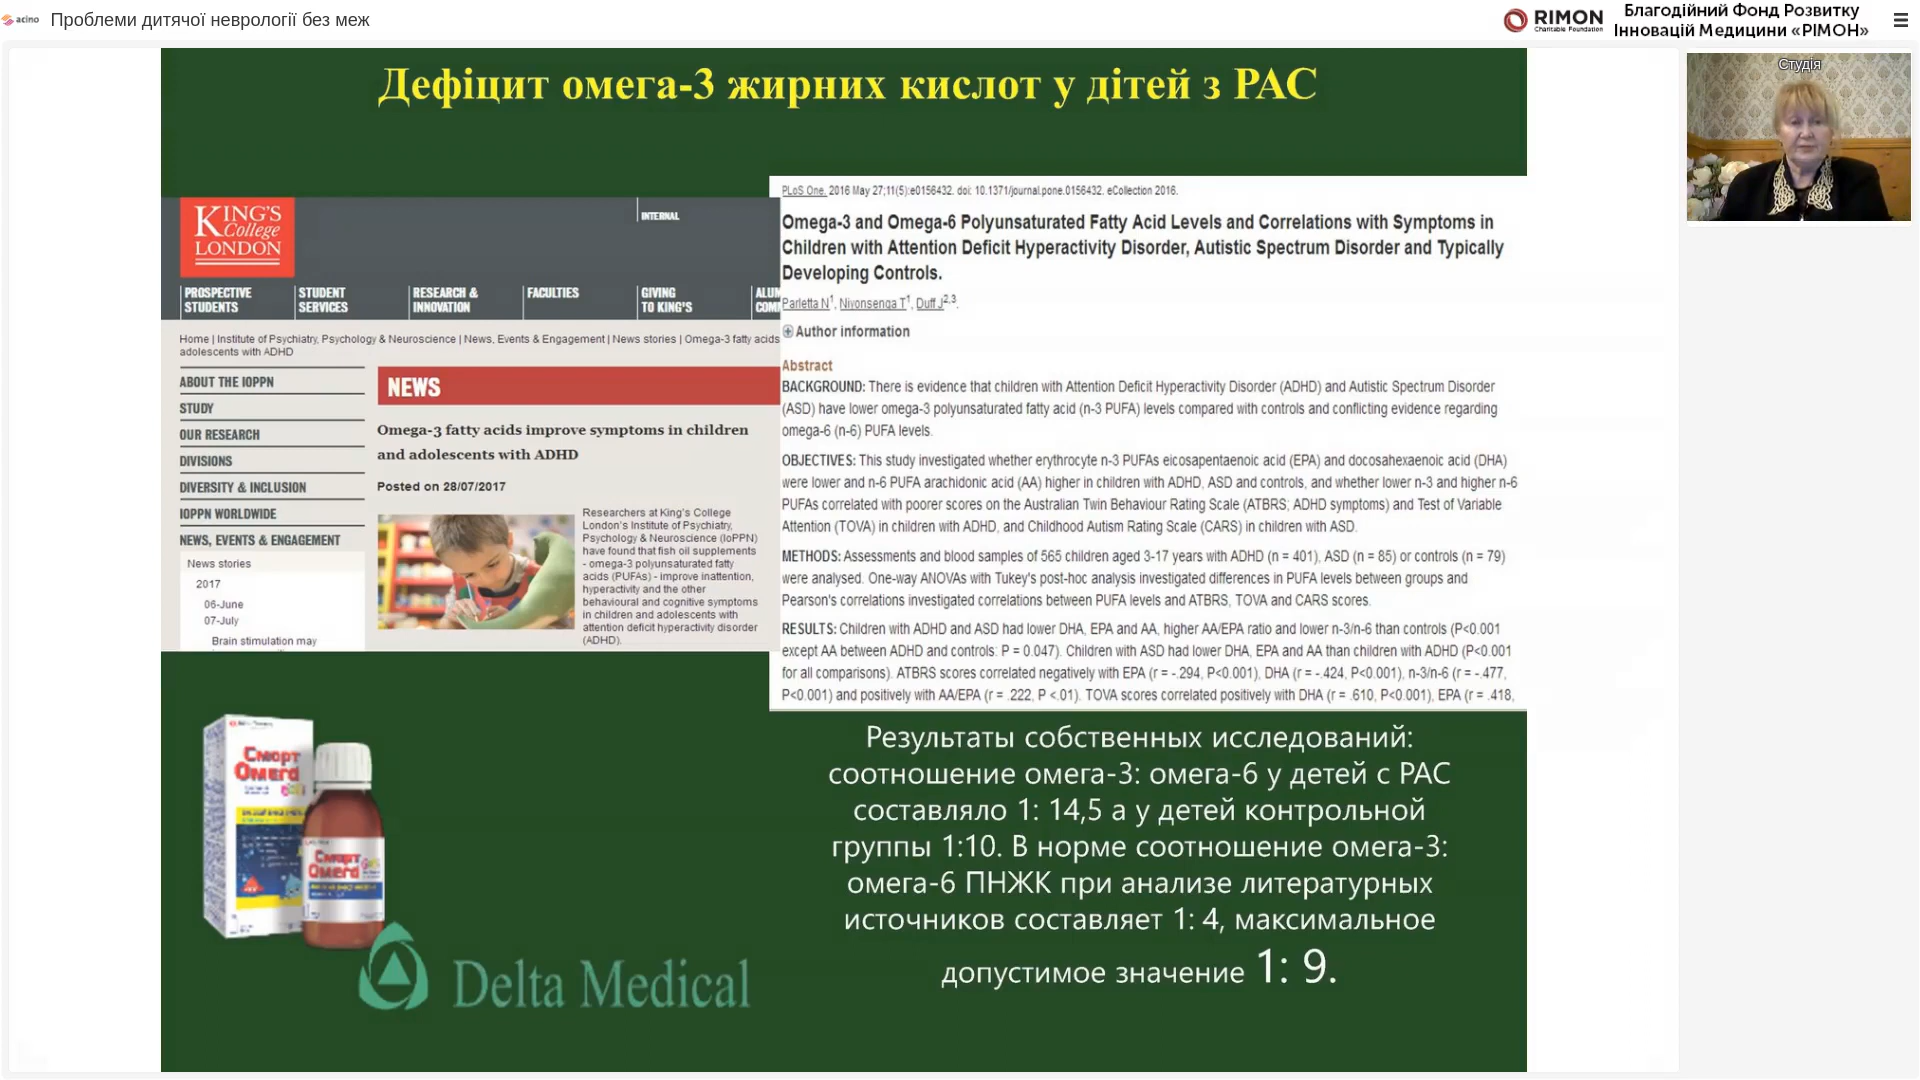 acino Проблеми дитячої неврології без меж
RIMON
Charitable Foundation
Благодійний Фонд Розвитку
Інновацій Медицини «РІМОН»
Студія
Дефіцит омега-3 жирних кислот у дітей з РАС
KING'S
College
LONDON
INTERNAL
PROSPECTIVE
STUDENTS
STUDENT
SERVICES
RESEARCH &
INNOVATION
FACULTIES
GIVING
TO KING'S
ALUM
COMM
Home | Institute of Psychiatry, Psychology & Neuroscience | News, Events & Engagement | News stories | Omega-3 fatty acids
adolescents with ADHD
ABOUT THE IOPPN
STUDY
OUR RESEARCH
DIVISIONS
DIVERSITY & INCLUSION
IOPPN WORLDWIDE
NEWS, EVENTS & ENGAGEMENT
News stories
2017
06-June
07-July
Brain stimulation may
NEWS
Omega-3 fatty acids improve symptoms in children
and adolescents with ADHD
Posted on 28/07/2017
Researchers at King's College
London's Institute of Psychiatry,
Psychology & Neuroscience (IoPPN)
have found that fish oil supplements
- omega-3 polyunsaturated fatty
acids (PUFAs) - improve inattention,
hyperactivity and the other
behavioural and cognitive symptoms
in children and adolescents with
attention deficit hyperactivity disorder
(ADHD).
PLoS One. 2016 May 27;11(5):e0156432. doi: 10.1371/journal.pone.0156432. eCollection 2016.
Omega-3 and Omega-6 Polyunsaturated Fatty Acid Levels and Correlations with Symptoms in
Children with Attention Deficit Hyperactivity Disorder, Autistic Spectrum Disorder and Typically
Developing Controls.
Parletta N1, Niyonsenga T1, Duff J2,3.
Author information
Abstract
BACKGROUND: There is evidence that children with Attention Deficit Hyperactivity Disorder (ADHD) and Autistic Spectrum Disorder
(ASD) have lower omega-3 polyunsaturated fatty acid (n-3 PUFA) levels compared with controls and conflicting evidence regarding
omega-6 (n-6) PUFA levels.
OBJECTIVES: This study investigated whether erythrocyte n-3 PUFAs eicosapentaenoic acid (EPA) and docosahexaenoic acid (DHA)
were lower and n-6 PUFA arachidonic acid (AA) higher in children with ADHD, ASD and controls, and whether lower n-3 and higher n-6
PUFAs correlated with poorer scores on the Australian Twin Behaviour Rating Scale (ATBRS; ADHD symptoms) and Test of Variable
Attention (TOVA) in children with ADHD, and Childhood Autism Rating Scale (CARS) in children with ASD.
METHODS: Assessments and blood samples of 565 children aged 3-17 years with ADHD (n = 401), ASD (n = 85) or controls (n = 79)
were analysed. One-way ANOVAs with Tukey's post-hoc analysis investigated differences in PUFA levels between groups and
Pearson's correlations investigated correlations between PUFA levels and ATBRS, TOVA and CARS scores.
RESULTS: Children with ADHD and ASD had lower DHA, EPA and AA, higher AA/EPA ratio and lower n-3/n-6 than controls (P<0.001
except AA between ADHD and controls: P = 0.047). Children with ASD had lower DHA, EPA and AA than children with ADHD (P<0.001
for all comparisons). ATBRS scores correlated negatively with EPA (r = -.294, P<0.001), DHA (r = -.424, P<0.001), n-3/n-6 (r = -.477,
P<0.001) and positively with AA/EPA (r = .222, P <.01). TOVA scores correlated positively with DHA (r = .610, P<0.001), EPA (r = .418,
Смарт
Омега
Смарт
Омега
Delta Medical
Результаты собственных исследований:
соотношение омега-3: омега-6 у детей с РАС
составляло 1: 14,5 а у детей контрольной
группы 1:10. В норме соотношение омега-3:
омега-6 ПНЖК при анализе литературных
источников составляет 1: 4, максимальное
допустимое значение 1: 9.